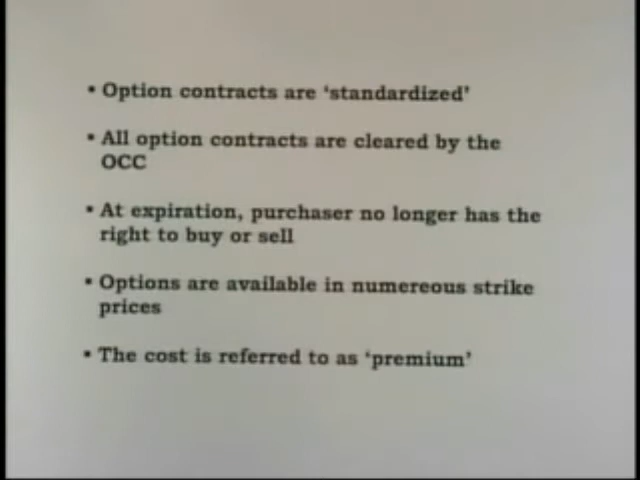 ▪ Option contracts are ‘standardized’
▪ All option contracts are cleared by the
OCC
▪ At expiration, purchaser no longer has the
right to buy or sell
▪ Options are available in numereous strike
prices
▪ The cost is referred to as ‘premium’